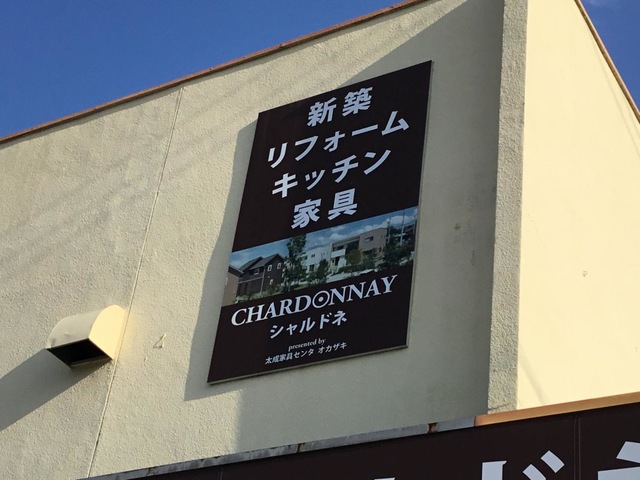 新築
リフォーム
キッチン
家具
CHARDONNAY
シャルドネ
presented by
太成家具センタ オカザキ